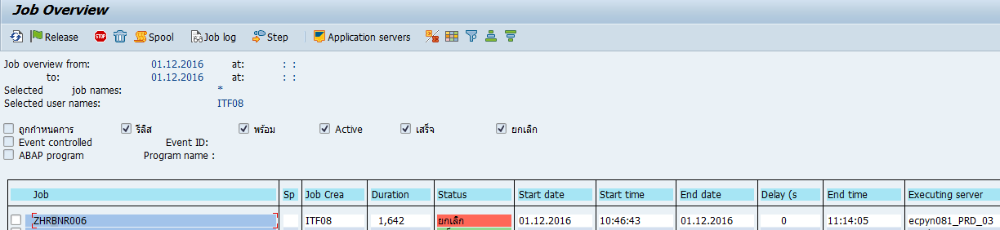 Job Overview
Release Spool Job log Step Application servers
Job overview from: 01.12.2016 at: : :
to: 01.12.2016 at: : :
Selected job names: *
Selected user names: ITF08
ถูกกำหนดการ รีลิส พร้อม Active เสร็จ ยกเลิก
Event controlled Event ID:
ABAP program Program name :
Job Sp Job Crea Duration Status Start date Start time End date Delay (s End time Executing server
ZHRBNR006 ITF08 1,642 ยกเลิก 01.12.2016 10:46:43 01.12.2016 0 11:14:05 ecpyn081_PRD_03